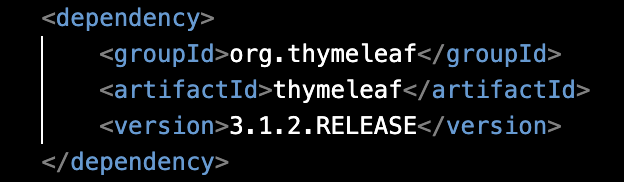 <dependency>
<groupId>org.thymeleaf</groupId>
<artifactId>thymeleaf</artifactId>
<version>3.1.2.RELEASE</version>
</dependency>